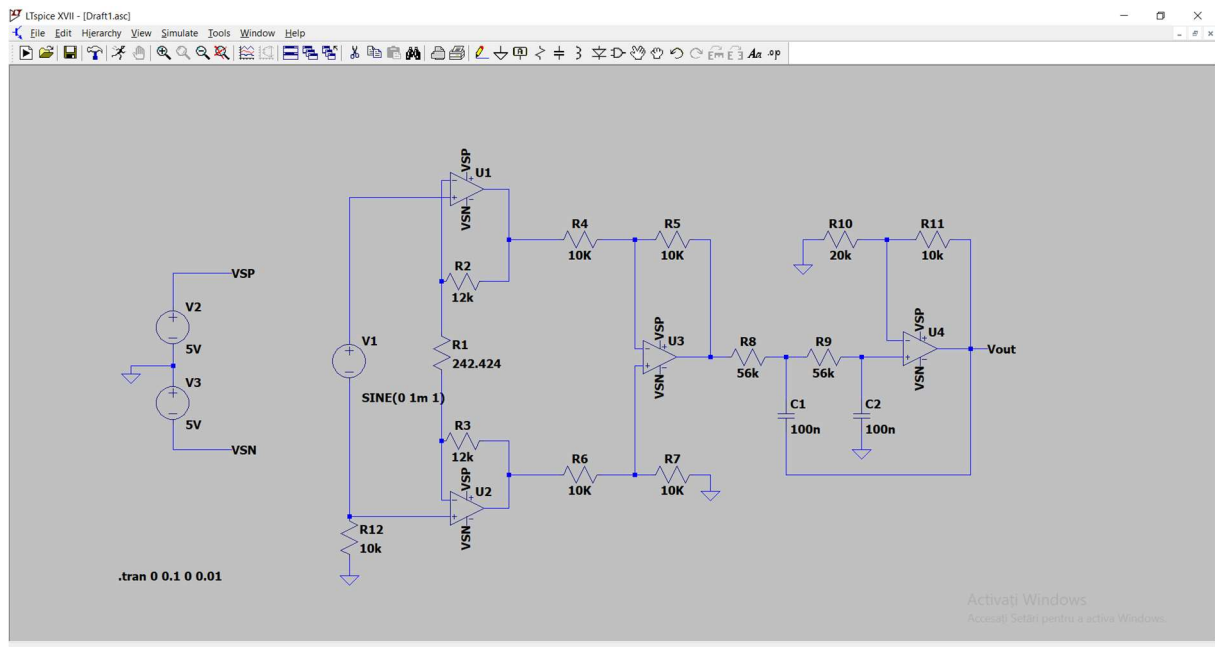 LTspice XVII - [Draft1.asc]
File Edit Hierarchy View Simulate Tools Window Help
VSP
U1
VSN
R4
10K
R5
10K
R10
20k
R11
10k
R2
12k
VSP
V2
5V
V3
5V
VSN
V1
SINE(0 1m 1)
R1
242.424
VSP
U3
VSN
R8
56k
R9
56k
VSP
U4
VSN
Vout
C1
100n
C2
100n
R3
12k
VSP
U2
VSN
R6
10K
R7
10K
R12
10k
.tran 0 0.1 0 0.01
Activați Windows
Accesați Setări pentru a activa Windows.